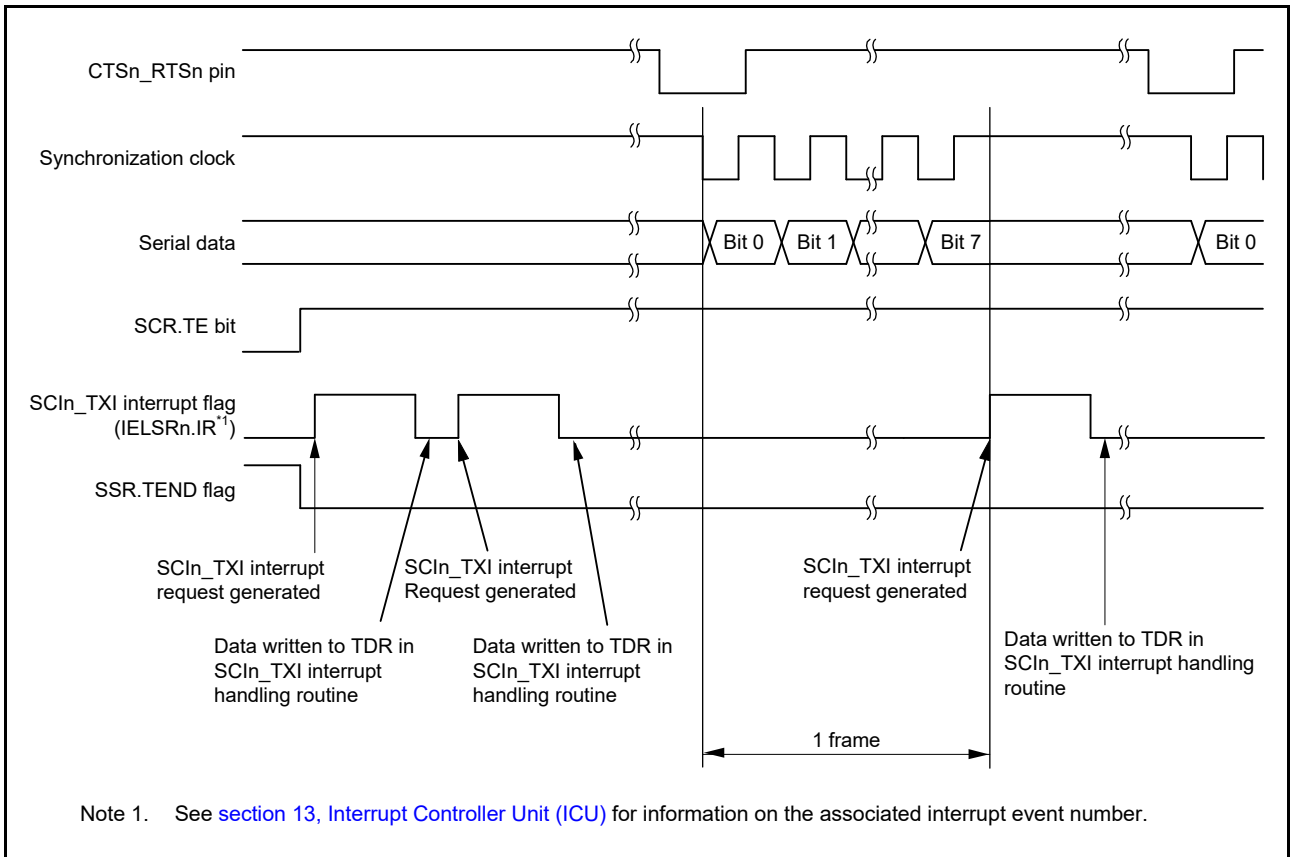 CTSn_RTSn pin
Synchronization clock
Serial data
Bit 0 Bit 1 Bit 7 Bit 0
SCR.TE bit
SCIn_TXI interrupt flag
(IELSRn.IR*1)
SSR.TEND flag
SCIn_TXI interrupt
request generated
SCIn_TXI interrupt
Request generated
SCIn_TXI interrupt
request generated
Data written to TDR in
SCIn_TXI interrupt
handling routine
Data written to TDR in
SCIn_TXI interrupt
handling routine
Data written to TDR in
SCIn_TXI interrupt handling
routine
1 frame
Note 1. See section 13, Interrupt Controller Unit (ICU) for information on the associated interrupt event number.